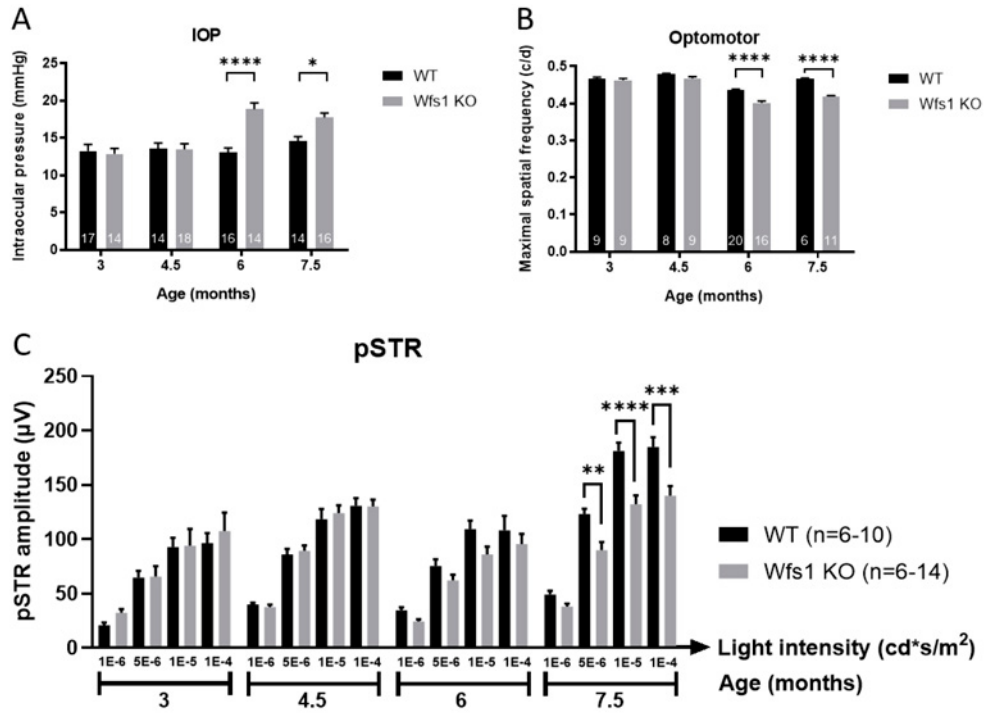 A
IOP
Intraocular pressure (mmHg)
25
20
15
10
5
0
****
*
WT
Wfs1 KO
17 14 14 18 16 14 14 16
3 4.5 6 7.5
Age (months)
B
Optomotor
Maximal spatial frequency (c/d)
0.5
0.4
0.2
0.1
0.0
****
****
WT
Wfs1 KO
9 9 8 9 20 16 6 11
3 4.5 6 7.5
Age (months)
C
pSTR
pSTR amplitude (µV)
250
200
150
100
50
0
**
****
***
WT (n=6-10)
Wfs1 KO (n=6-14)
1E-6 5E-6 1E-5 1E-4 1E-6 5E-6 1E-5 1E-4 1E-6 5E-6 1E-5 1E-4 1E-6 5E-6 1E-5 1E-4
Light intensity (cd*s/m²)
3 4.5 6 7.5
Age (months)